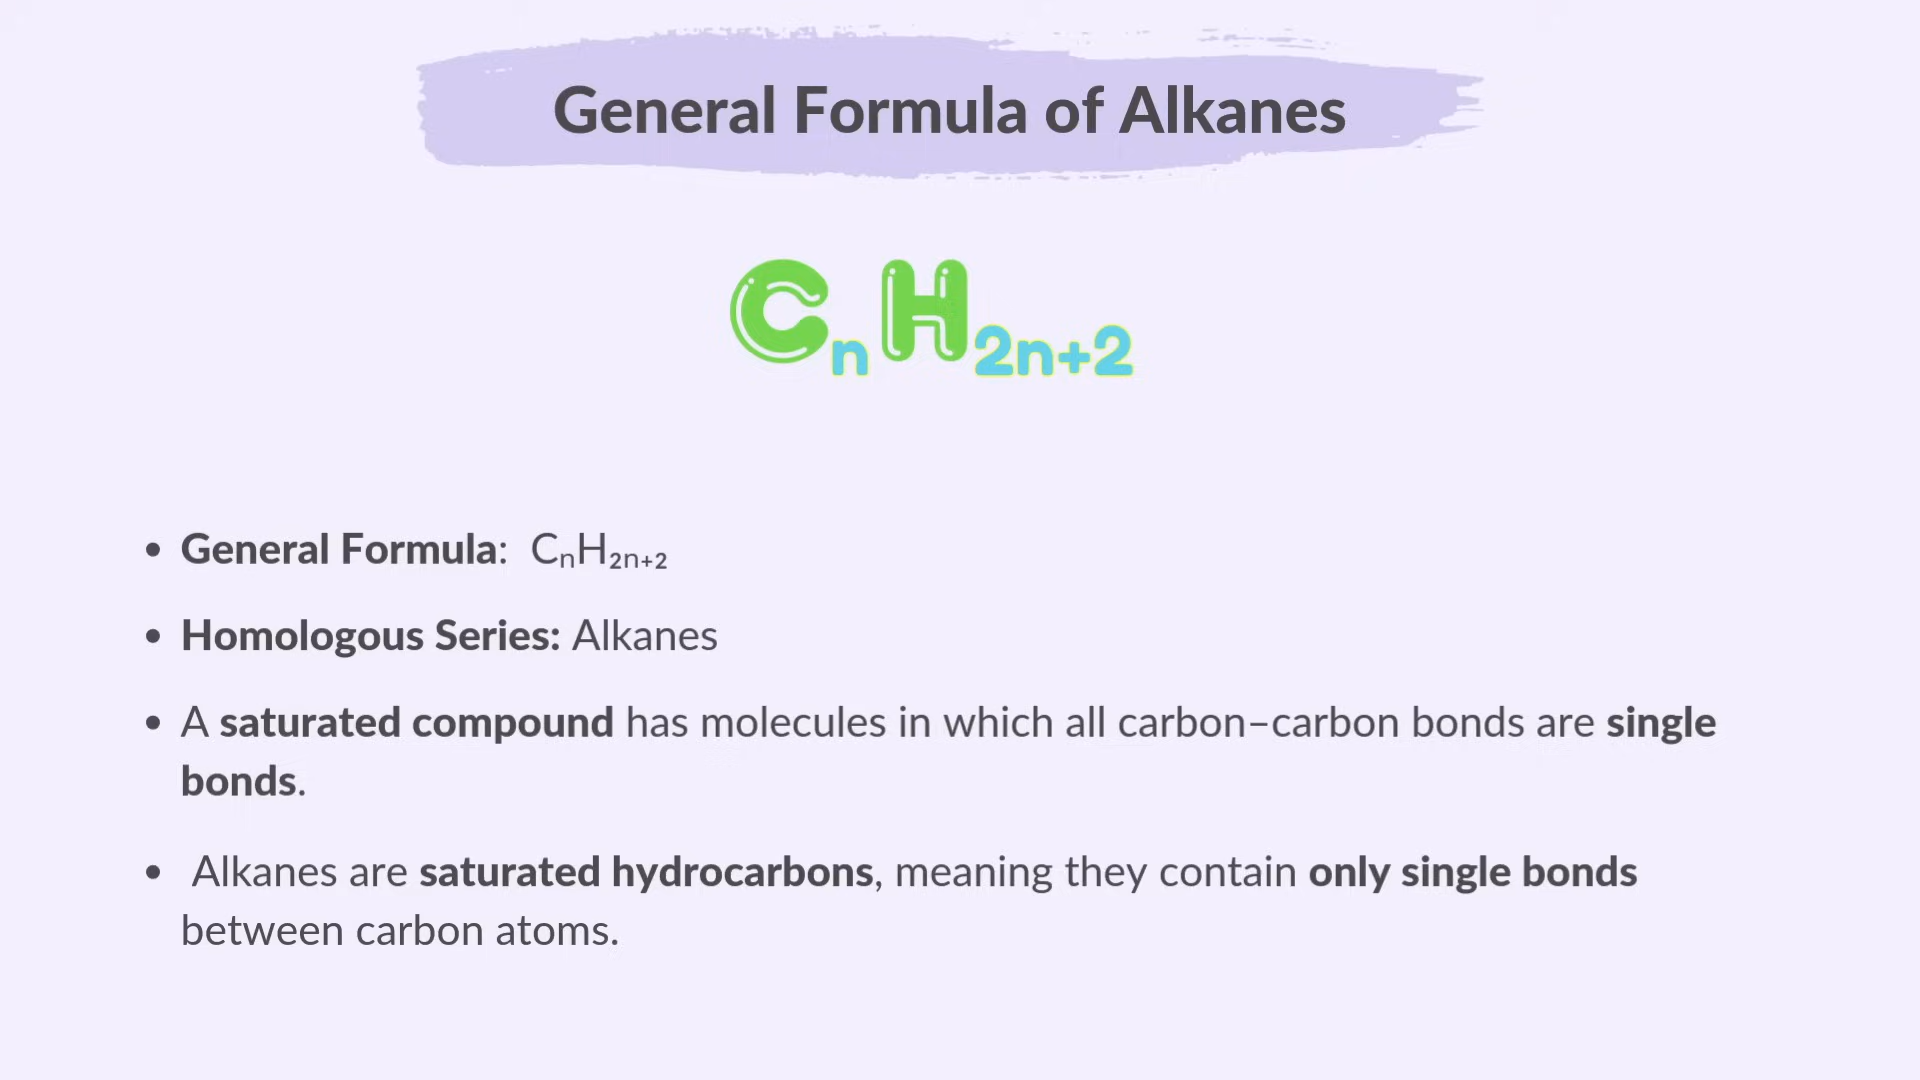 General Formula of Alkanes
CₙH₂ₙ₊₂
• General Formula: CₙH₂ₙ₊₂
• Homologous Series: Alkanes
• A saturated compound has molecules in which all carbon–carbon bonds are single
bonds.
• Alkanes are saturated hydrocarbons, meaning they contain only single bonds
between carbon atoms.